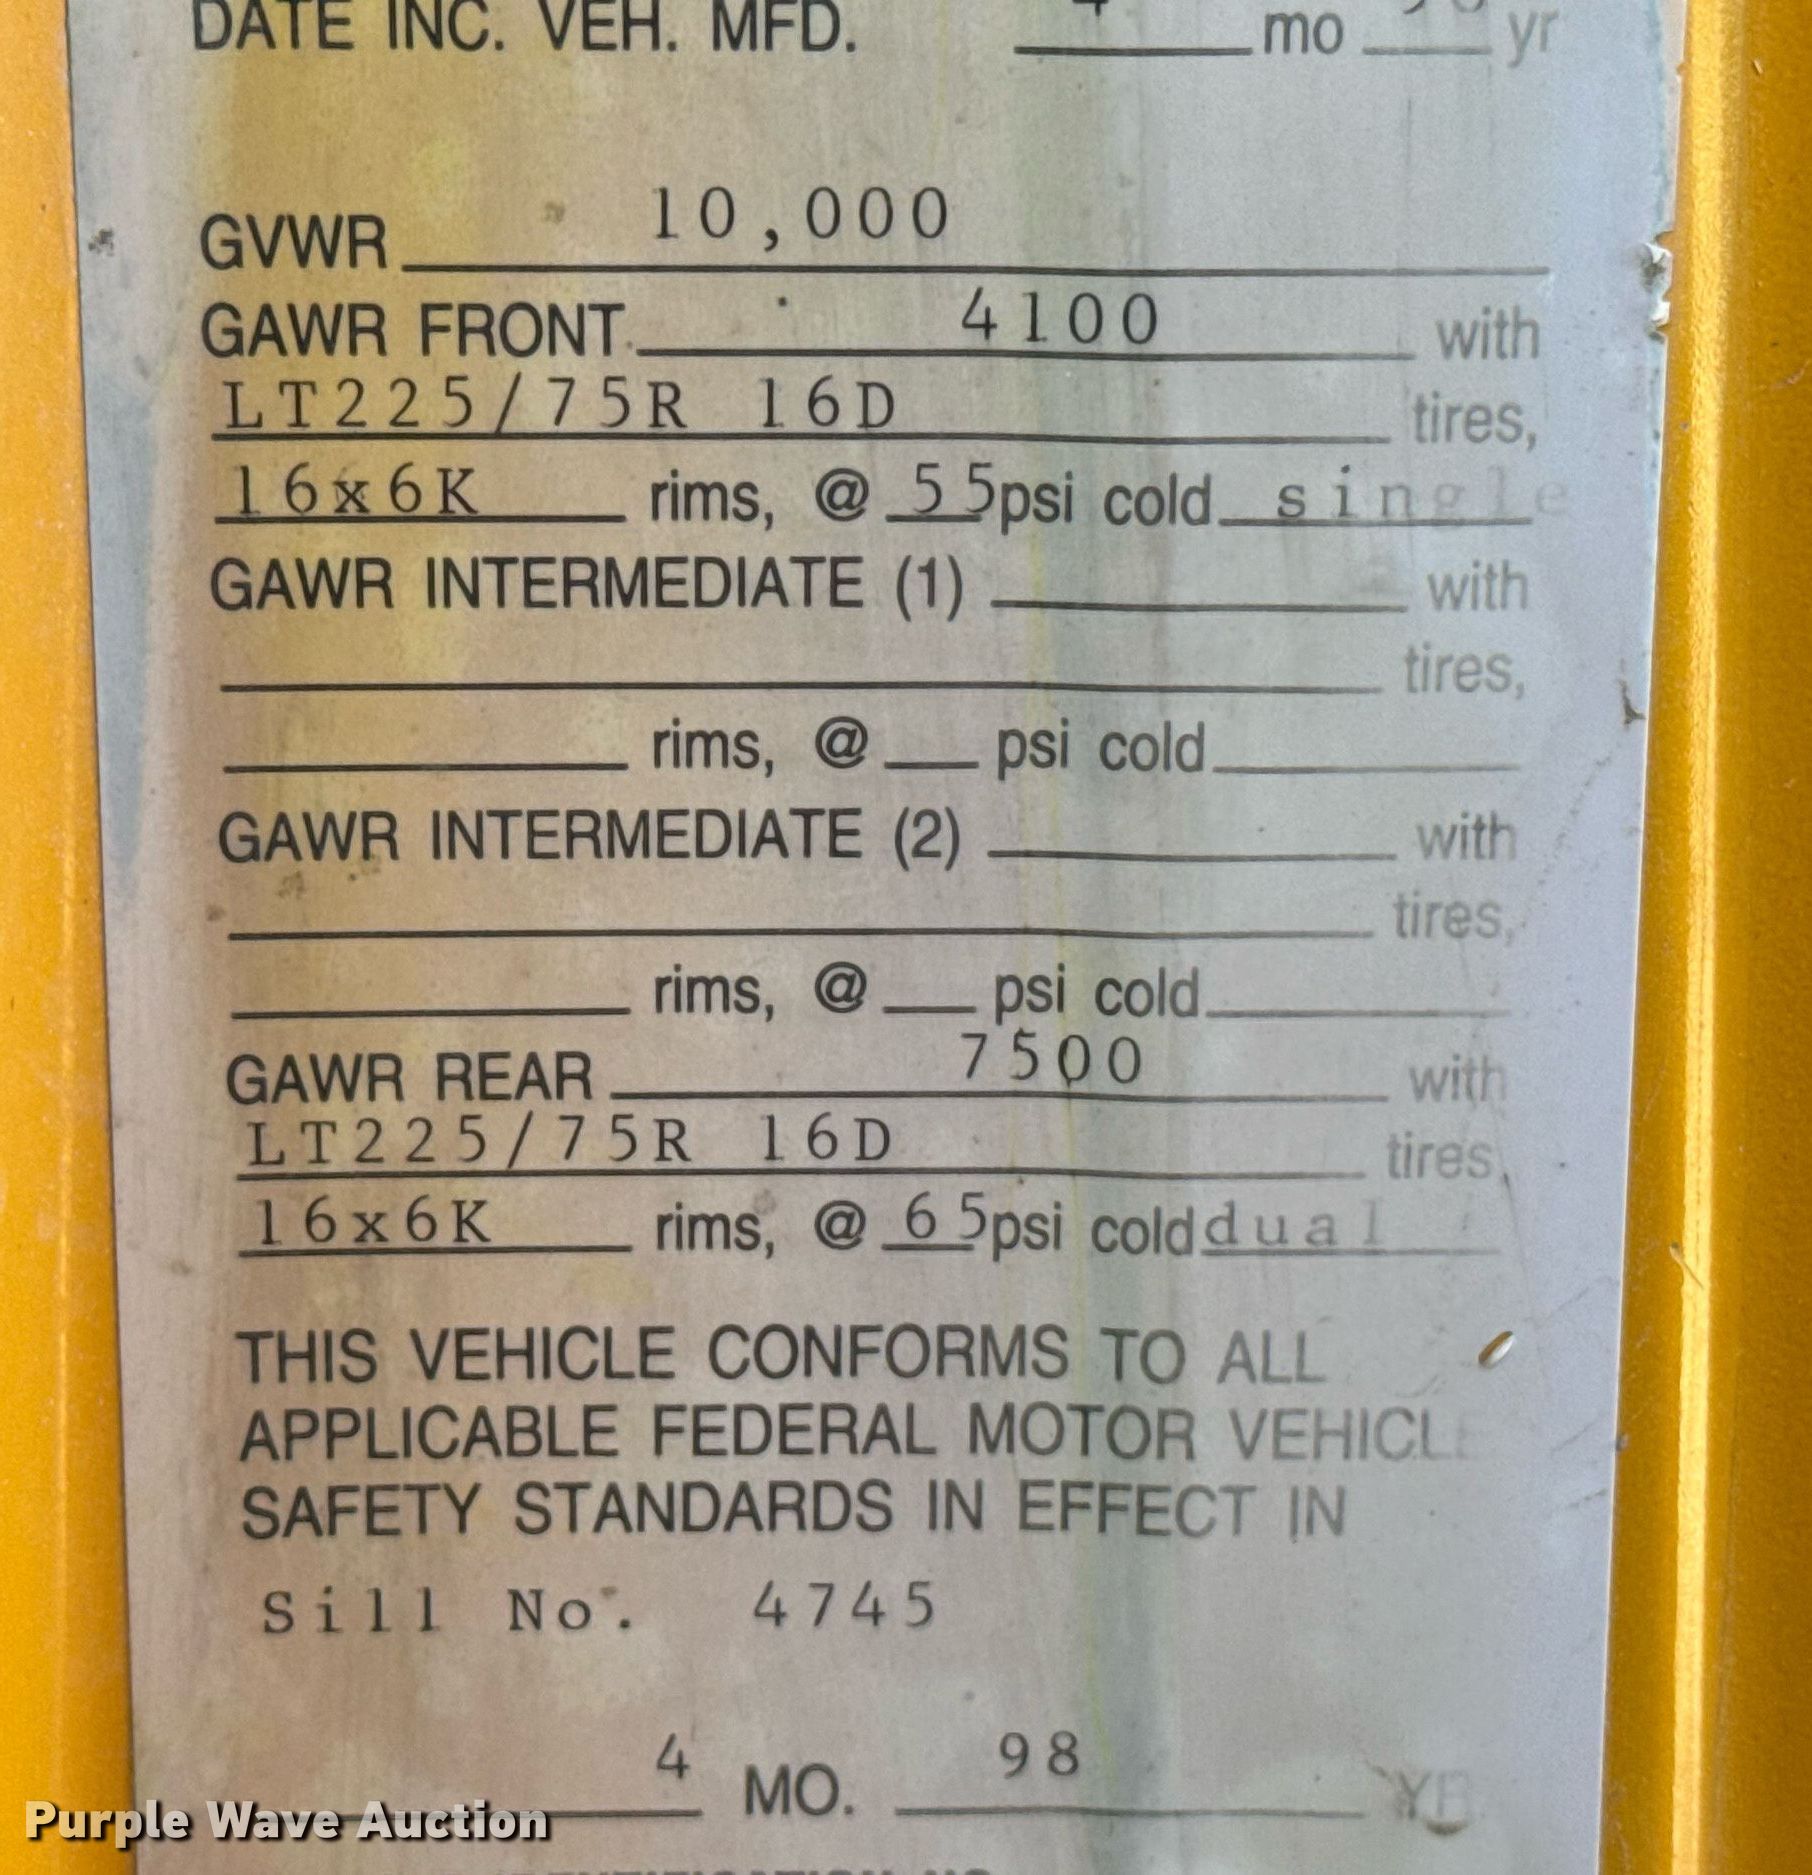 DATE INC. VEH. MFD. mo yr
GVWR 10,000
GAWR FRONT 4100 with
LT225/75R 16D tires,
16x6K rims, @ 55psi cold single
GAWR INTERMEDIATE (1) with
tires,
rims, @ psi cold
GAWR INTERMEDIATE (2) with
tires,
rims, @ psi cold
GAWR REAR 7500 with
LT225/75R 16D tires,
16x6K rims, @ 65psi cold dual
THIS VEHICLE CONFORMS TO ALL
APPLICABLE FEDERAL MOTOR VEHICLE
SAFETY STANDARDS IN EFFECT IN
Sill No. 4745
4 MO. 98 YR
Purple Wave Auction